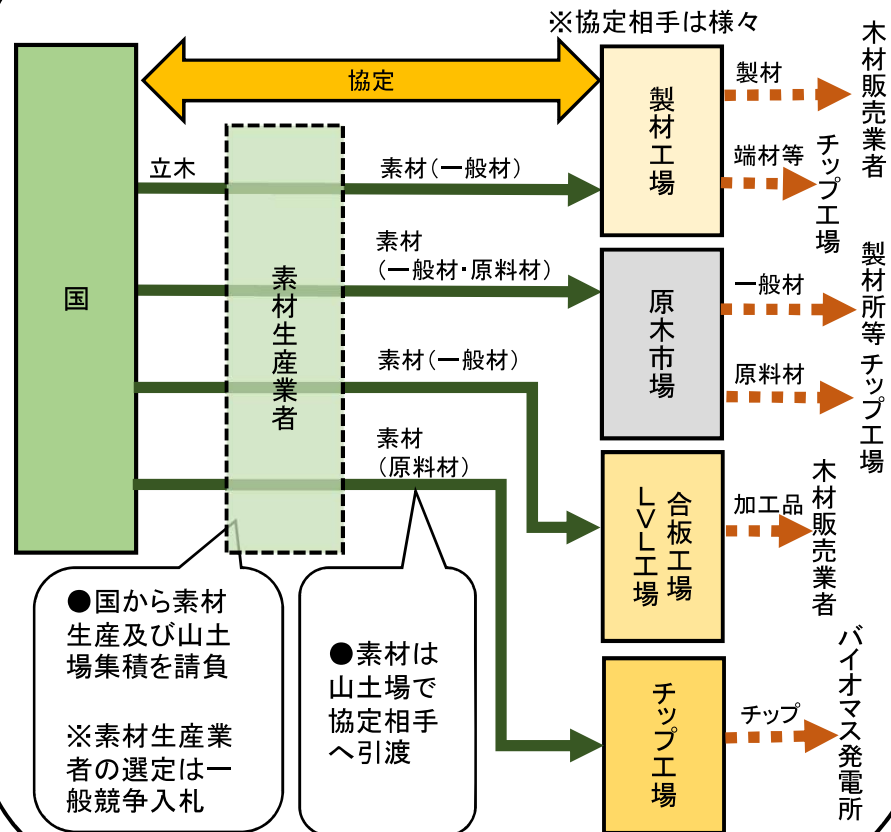 ※協定相手は様々
国
協定
立木
素材生産業者
素材(一般材)
素材
(一般材・原料材)
素材(一般材)
素材
(原料材)
製材工場
製材
木材販売業者
端材等
チップ工場
原木市場
一般材
製材所等
原料材
チップ工場
合板工場
LVL工場
加工品
木材販売業者
チップ工場
チップ
バイオマス発電所
●国から素材
生産及び山土
場集積を請負
※素材生産業
者の選定は一
般競争入札
●素材は
山土場で
協定相手
へ引渡